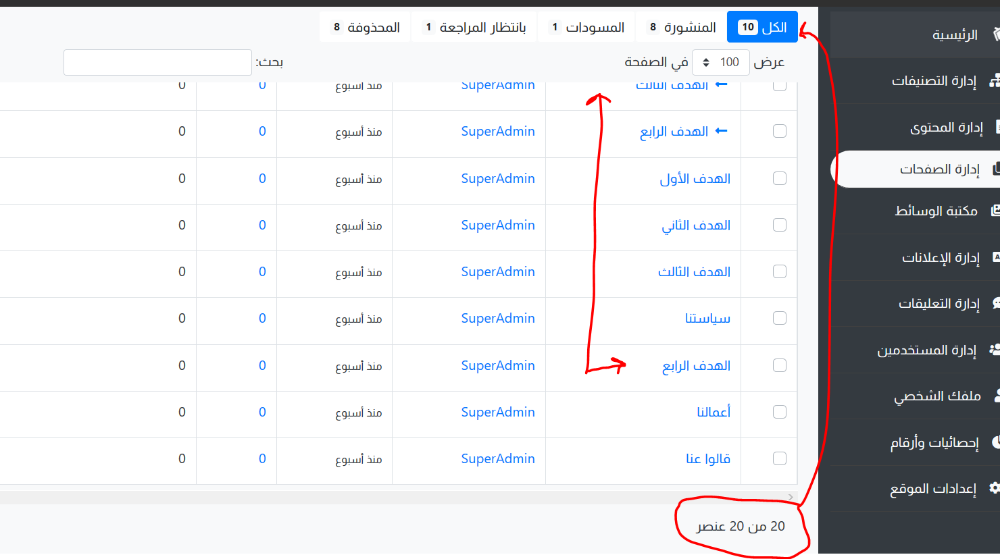 الكل 10 المنشورة 8 المسودات 1 بانتظار المراجعة 1 المحذوفة 8
عرض 100 في الصفحة بحث:
← الهدف الثالث SuperAdmin منذ أسبوع 0 0
← الهدف الرابع SuperAdmin منذ أسبوع 0 0
الهدف الأول SuperAdmin منذ أسبوع 0 0
الهدف الثاني SuperAdmin منذ أسبوع 0 0
الهدف الثالث SuperAdmin منذ أسبوع 0 0
سياستنا SuperAdmin منذ أسبوع 0 0
الهدف الرابع SuperAdmin منذ أسبوع 0 0
أعمالنا SuperAdmin منذ أسبوع 0 0
قالوا عنا SuperAdmin منذ أسبوع 0 0
20 من 20 عنصر
الرئيسية
إدارة التصنيفات
إدارة المحتوى
إدارة الصفحات
مكتبة الوسائط
إدارة الإعلانات
إدارة التعليقات
إدارة المستخدمين
ملفك الشخصي
إحصائيات وأرقام
إعدادات الموقع